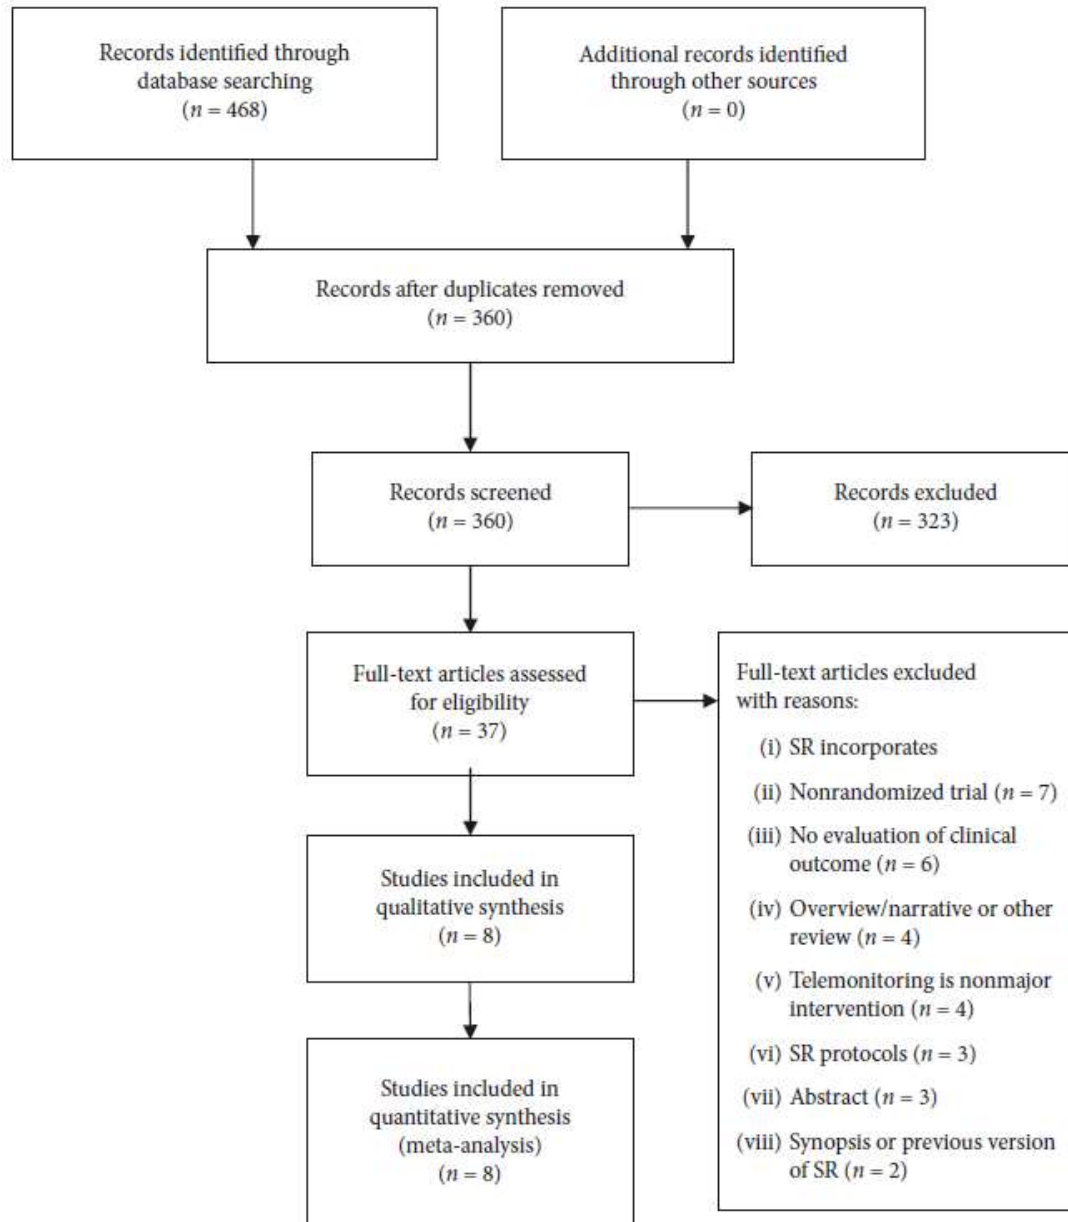 Records identified through
database searching
(n = 468)
Additional records identified
through other sources
(n = 0)
Records after duplicates removed
(n = 360)
Records screened
(n = 360)
Records excluded
(n = 323)
Full-text articles assessed
for eligibility
(n = 37)
Full-text articles excluded
with reasons:
(i) SR incorporates
(ii) Nonrandomized trial (n = 7)
(iii) No evaluation of clinical
outcome (n = 6)
(iv) Overview/narrative or other
review (n = 4)
(v) Telemonitoring is nonmajor
intervention (n = 4)
(vi) SR protocols (n = 3)
(vii) Abstract (n = 3)
(viii) Synopsis or previous version
of SR (n = 2)
Studies included in
qualitative synthesis
(n = 8)
Studies included in
quantitative synthesis
(meta-analysis)
(n = 8)